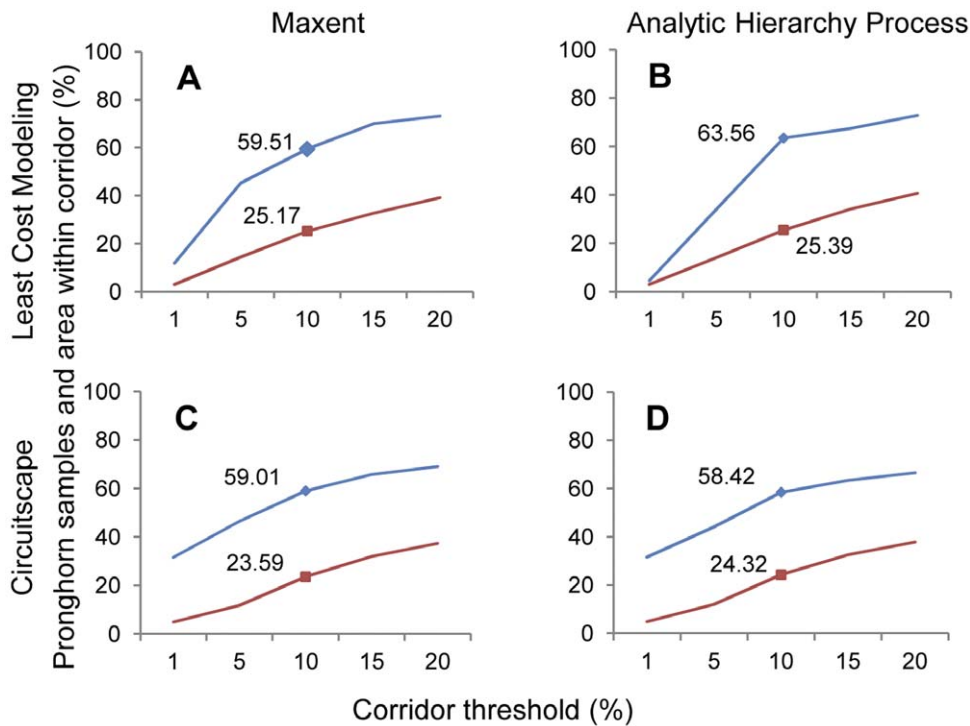 Maxent
Analytic Hierarchy Process
Least Cost Modeling
Circuitscape
Pronghorn samples and area within corridor (%)
A
100
80
60
40
20
0
59.51
25.17
1 5 10 15 20
B
100
80
60
40
20
0
63.56
25.39
1 5 10 15 20
C
100
80
60
40
20
0
59.01
23.59
1 5 10 15 20
D
100
80
60
40
20
0
58.42
24.32
1 5 10 15 20
Corridor threshold (%)